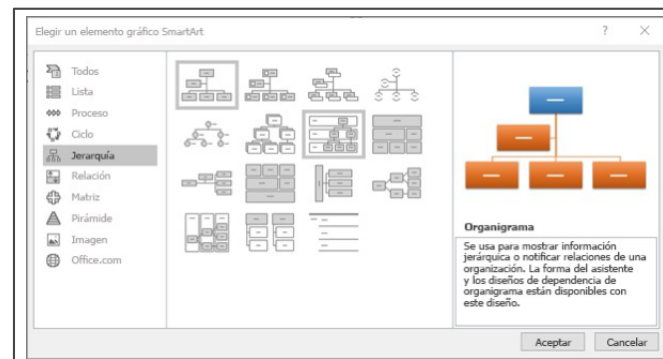 Elegir un elemento gráfico SmartArt
? ×
Todos
Lista
Proceso
Ciclo
Jerarquía
Relación
Matriz
Pirámide
Imagen
Office.com
Organigrama
Se usa para mostrar información
jerárquica o notificar relaciones de una
organización. La forma del asistente
y los diseños de dependencia de
organigrama están disponibles con
este diseño.
Aceptar
Cancelar